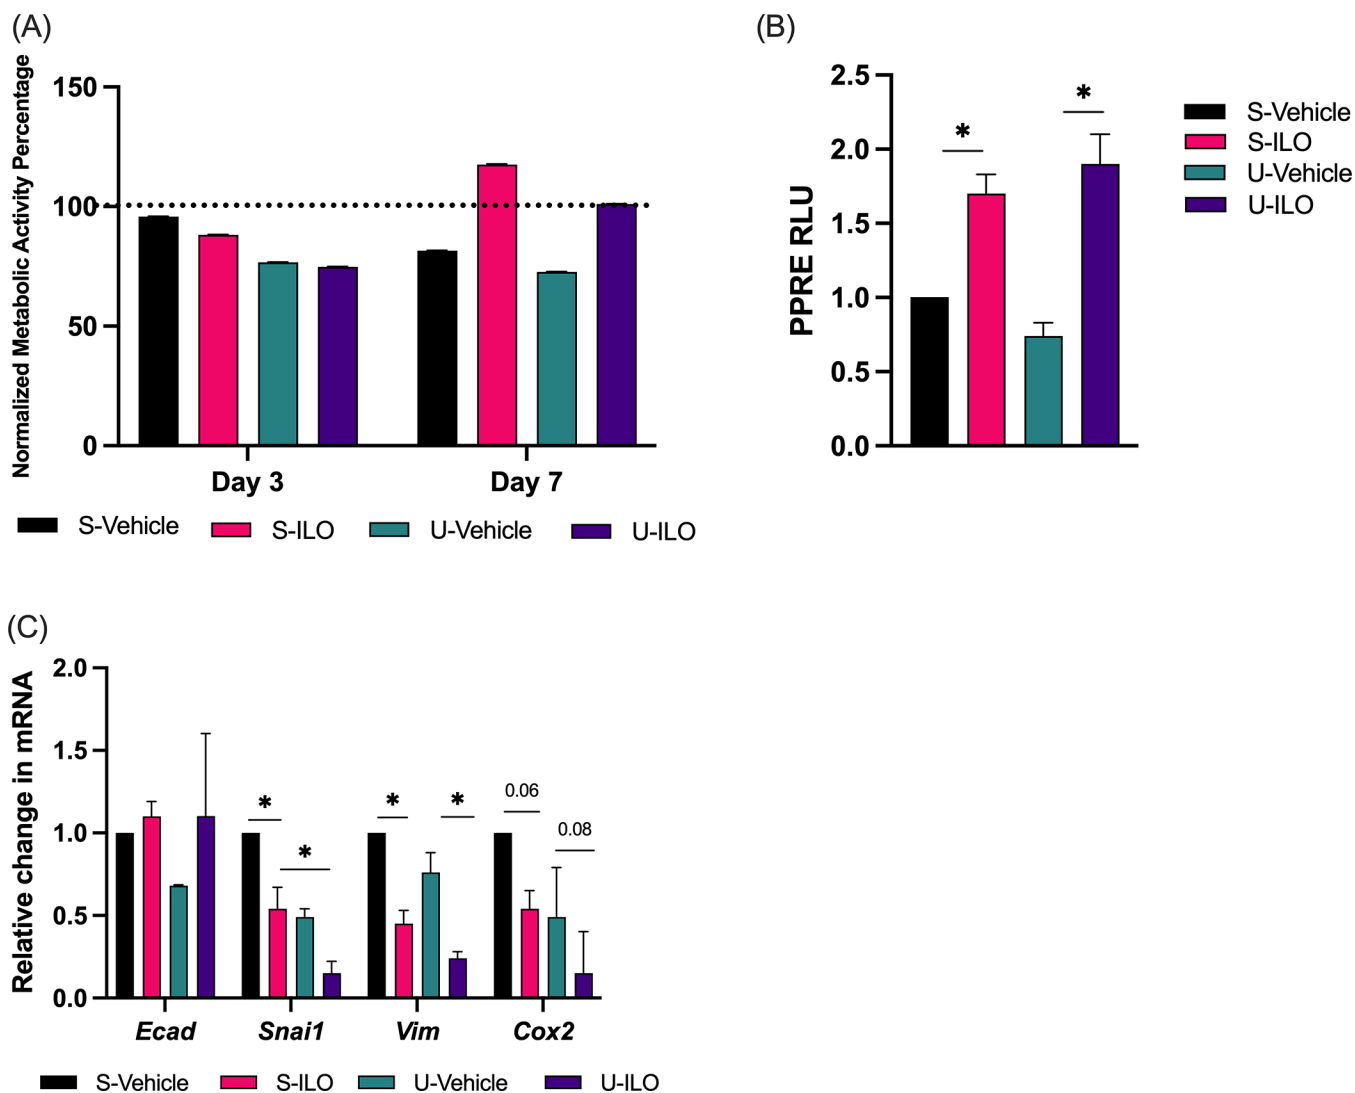 (A)
Normalized Metabolic Activity Percentage
150
100
50
0
Day 3
Day 7
S-Vehicle
S-ILO
U-Vehicle
U-ILO
(B)
PPRE RLU
2.5
2.0
1.5
1.0
0.5
0.0
*
*
S-Vehicle
S-ILO
U-Vehicle
U-ILO
(C)
Relative change in mRNA
2.0
1.5
1.0
0.5
0.0
*
*
*
*
0.06
0.08
Ecad
Snai1
Vim
Cox2
S-Vehicle
S-ILO
U-Vehicle
U-ILO